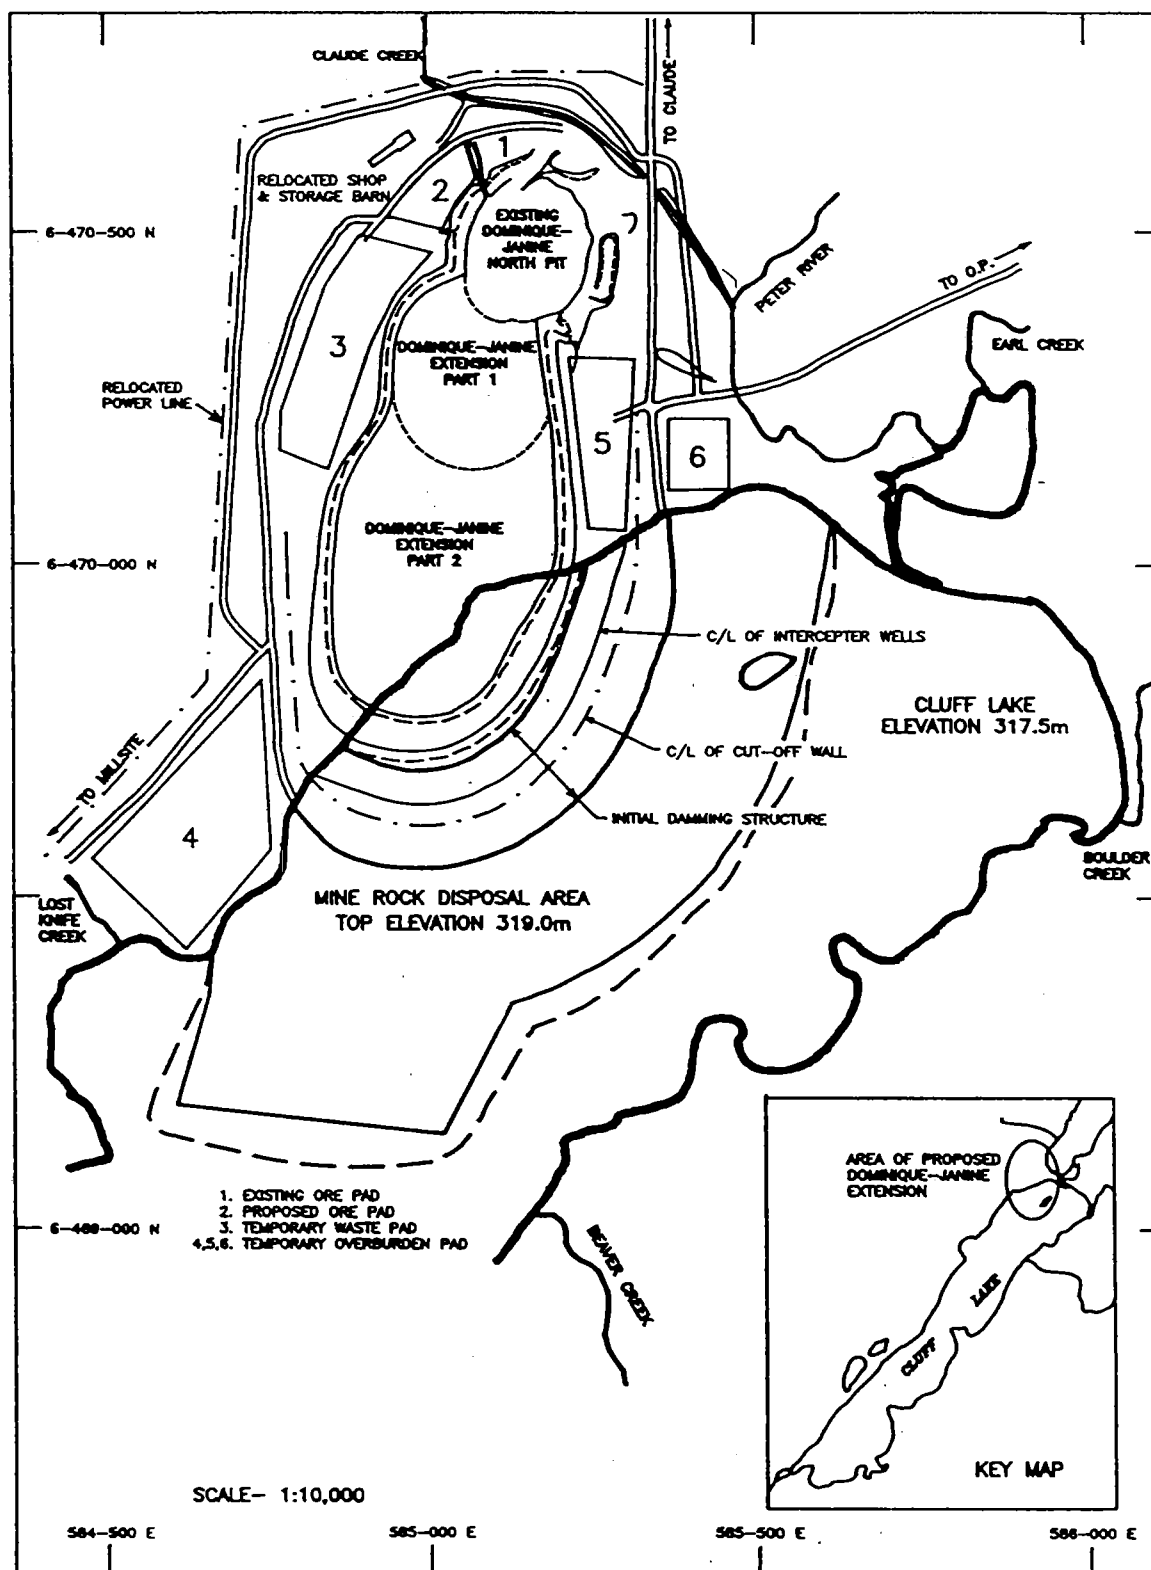 CLAUDE CREEK
TO CLAUDE
1
RELOCATED SHOP
& STORAGE BARN
2
EXISTING
DOMINIQUE-
JANINE
NORTH PIT
7
6-470-500 N
PETER RIVER
TO O.P.
EARL CREEK
3
DOMINIQUE-JANINE
EXTENSION
PART 1
RELOCATED
POWER LINE
5
6
DOMINIQUE-JANINE
EXTENSION
PART 2
6-470-000 N
C/L OF INTERCEPTER WELLS
CLUFF LAKE
ELEVATION 317.5m
C/L OF CUT-OFF WALL
TO MILLSITE
INITIAL DAMMING STRUCTURE
4
BOULDER
CREEK
MINE ROCK DISPOSAL AREA
TOP ELEVATION 319.0m
LOST
KNIFE
CREEK
AREA OF PROPOSED
DOMINIQUE-JANINE
EXTENSION
1. EXISTING ORE PAD
2. PROPOSED ORE PAD
3. TEMPORARY WASTE PAD
4,5,6. TEMPORARY OVERBURDEN PAD
6-469-000 N
BEAVER CREEK
CLUFF LAKE
KEY MAP
SCALE- 1:10,000
584-500 E
585-000 E
585-500 E
586-000 E